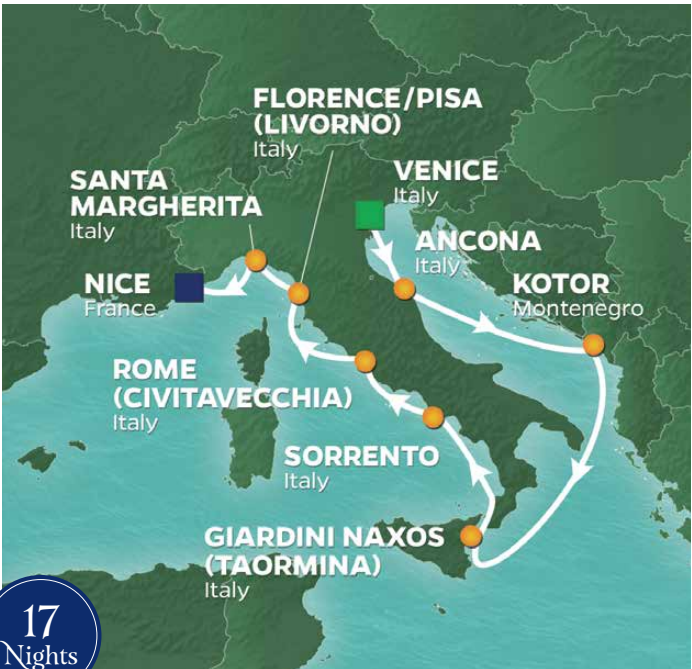 FLORENCE/PISA
(LIVORNO)
Italy
VENICE
Italy
SANTA
MARGHERITA
Italy
ANCONA
Italy
NICE
France
KOTOR
Montenegro
ROME
(CIVITAVECCHIA)
Italy
SORRENTO
Italy
GIARDINI NAXOS
(TAORMINA)
Italy
17
Nights